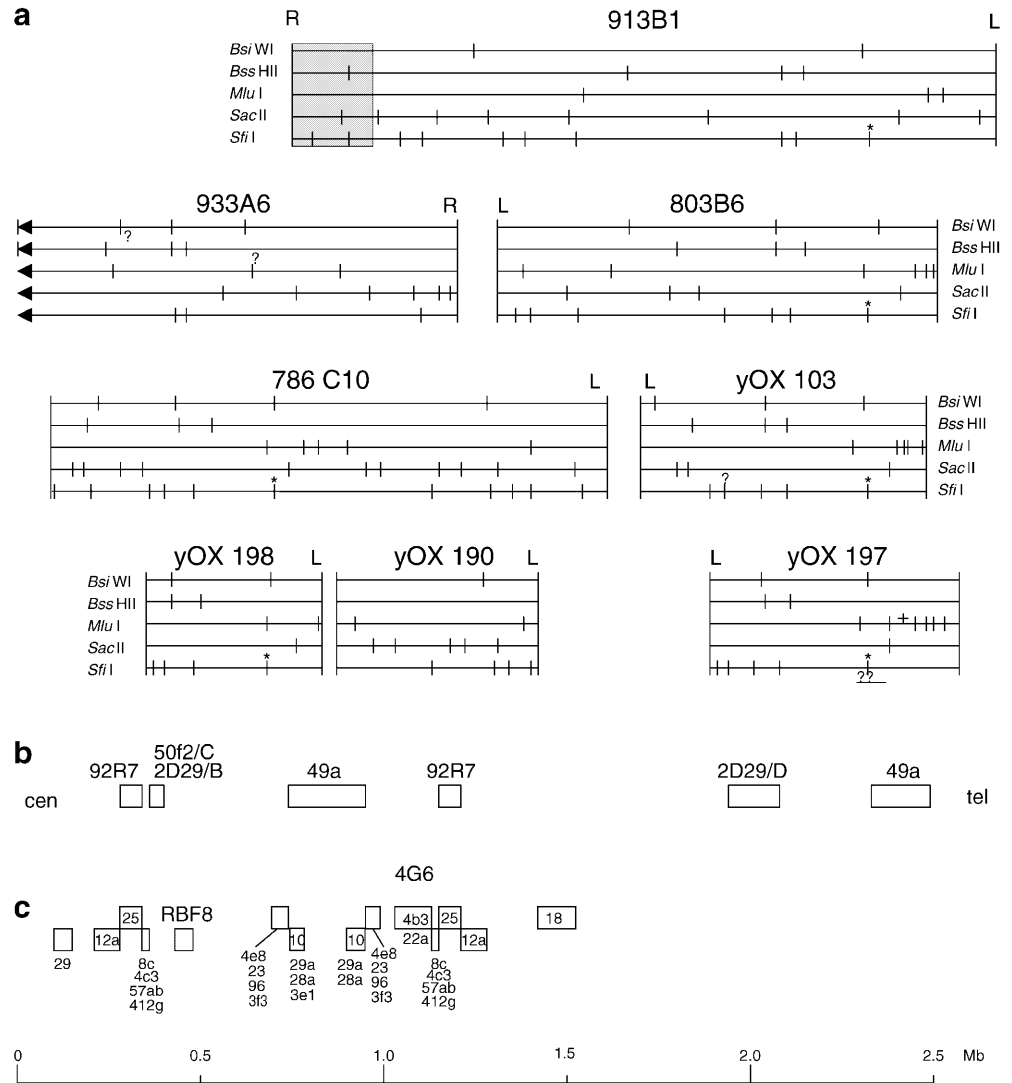 a
R 913B1 L
Bsi WI
Bss HII
Mlu I
Sac II
Sfi I
*
933A6 R
?
?
L 803B6
Bsi WI
Bss HII
Mlu I
Sac II
Sfi I
*
786 C10 L
*
L yOX 103
Bsi WI
Bss HII
Mlu I
Sac II
Sfi I
?
*
yOX 198 L
Bsi WI
Bss HII
Mlu I
Sac II
Sfi I
*
yOX 190 L
L yOX 197
+
*
??
b
cen
92R7
50f2/C
2D29/B
49a
92R7
2D29/D
49a
tel
c
4G6
29
12a
25
8c
4c3
57ab
412g
RBF8
4e8
23
96
3f3
10
29a
28a
3e1
10
29a
28a
4e8
23
96
3f3
4b3
22a
25
8c
4c3
57ab
412g
12a
18
0 0.5 1.0 1.5 2.0 2.5 Mb